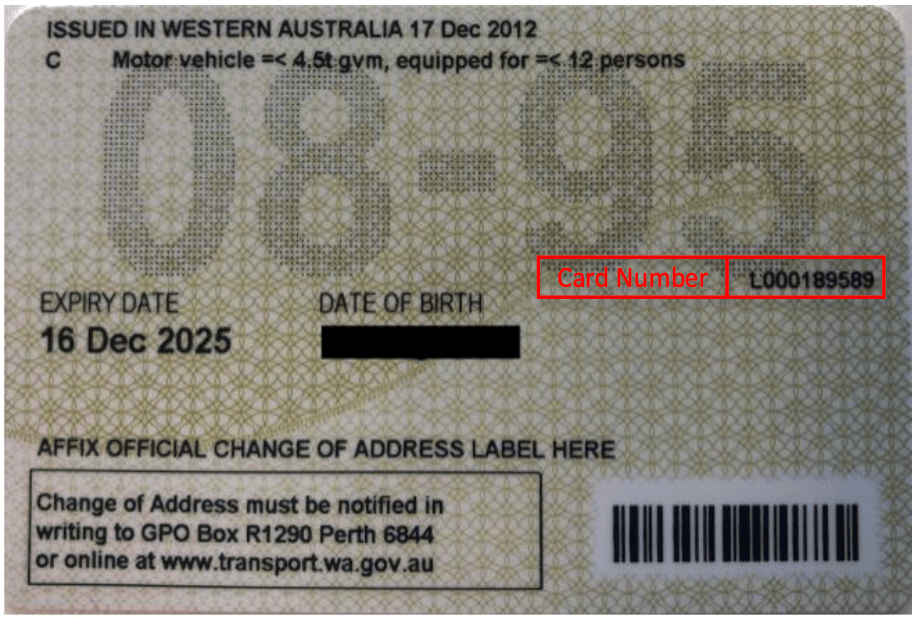 ISSUED IN WESTERN AUSTRALIA 17 Dec 2012
C Motor vehicle =< 4.5t gvm, equipped for =< 12 persons
08-95
Card Number L000189589
EXPIRY DATE DATE OF BIRTH
16 Dec 2025
AFFIX OFFICIAL CHANGE OF ADDRESS LABEL HERE
Change of Address must be notified in
writing to GPO Box R1290 Perth 6844
or online at www.transport.wa.gov.au